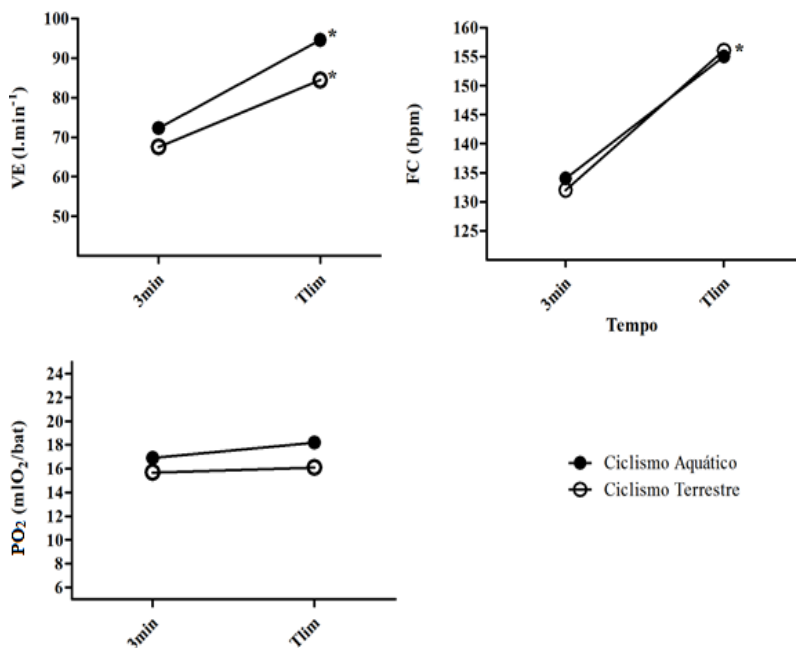 VE (l.min⁻¹)
100
90
80
70
60
50
*
*
3min
Tlim
FC (bpm)
160
155
150
145
140
135
130
125
*
3min
Tlim
Tempo
PO₂ (mlO₂/bat)
24
22
20
18
16
14
12
10
8
6
3min
Tlim
Ciclismo Aquático
Ciclismo Terrestre